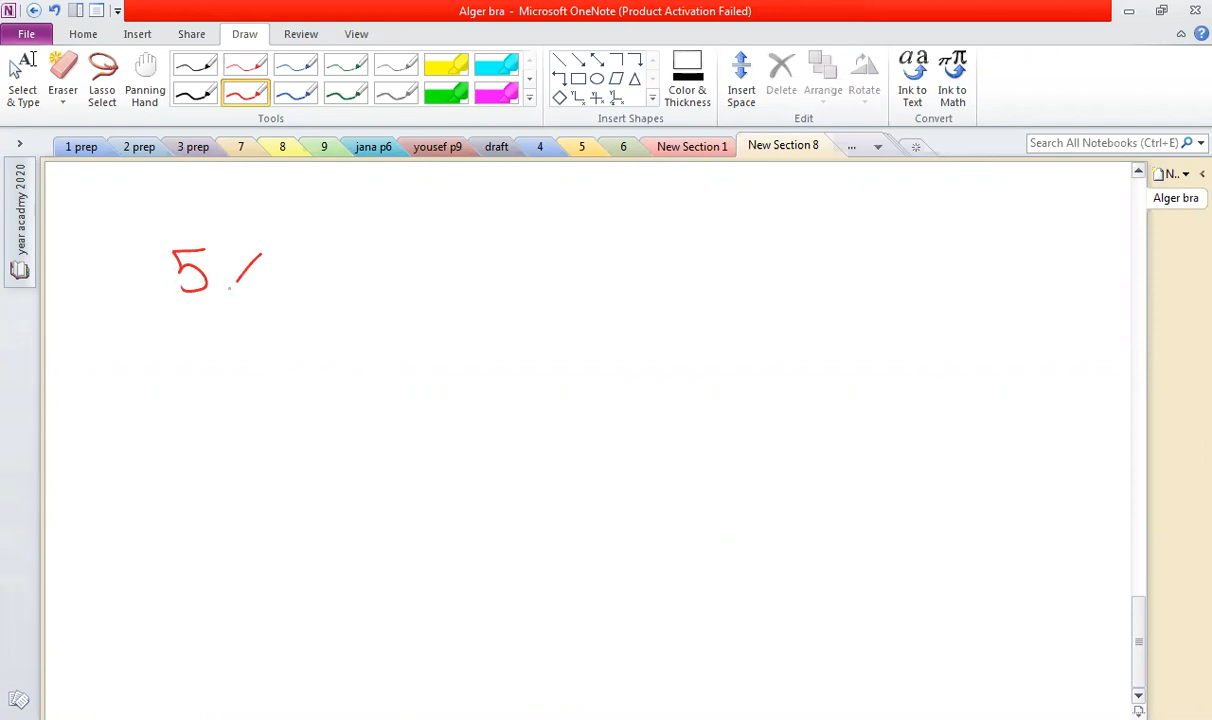 Alger bra - Microsoft OneNote (Product Activation Failed)
File Home Insert Share Draw Review View
Select & Type Eraser Lasso Select Panning Hand Color & Thickness Insert Space Delete Arrange Rotate Ink to Text Ink to Math
Tools Insert Shapes Edit Convert
1 prep 2 prep 3 prep 7 8 9 jana p6 yousef p9 draft 4 5 6 New Section 1 New Section 8 ... Search All Notebooks (Ctrl+E)
N..
Alger bra
year acadmy 2020
5 /